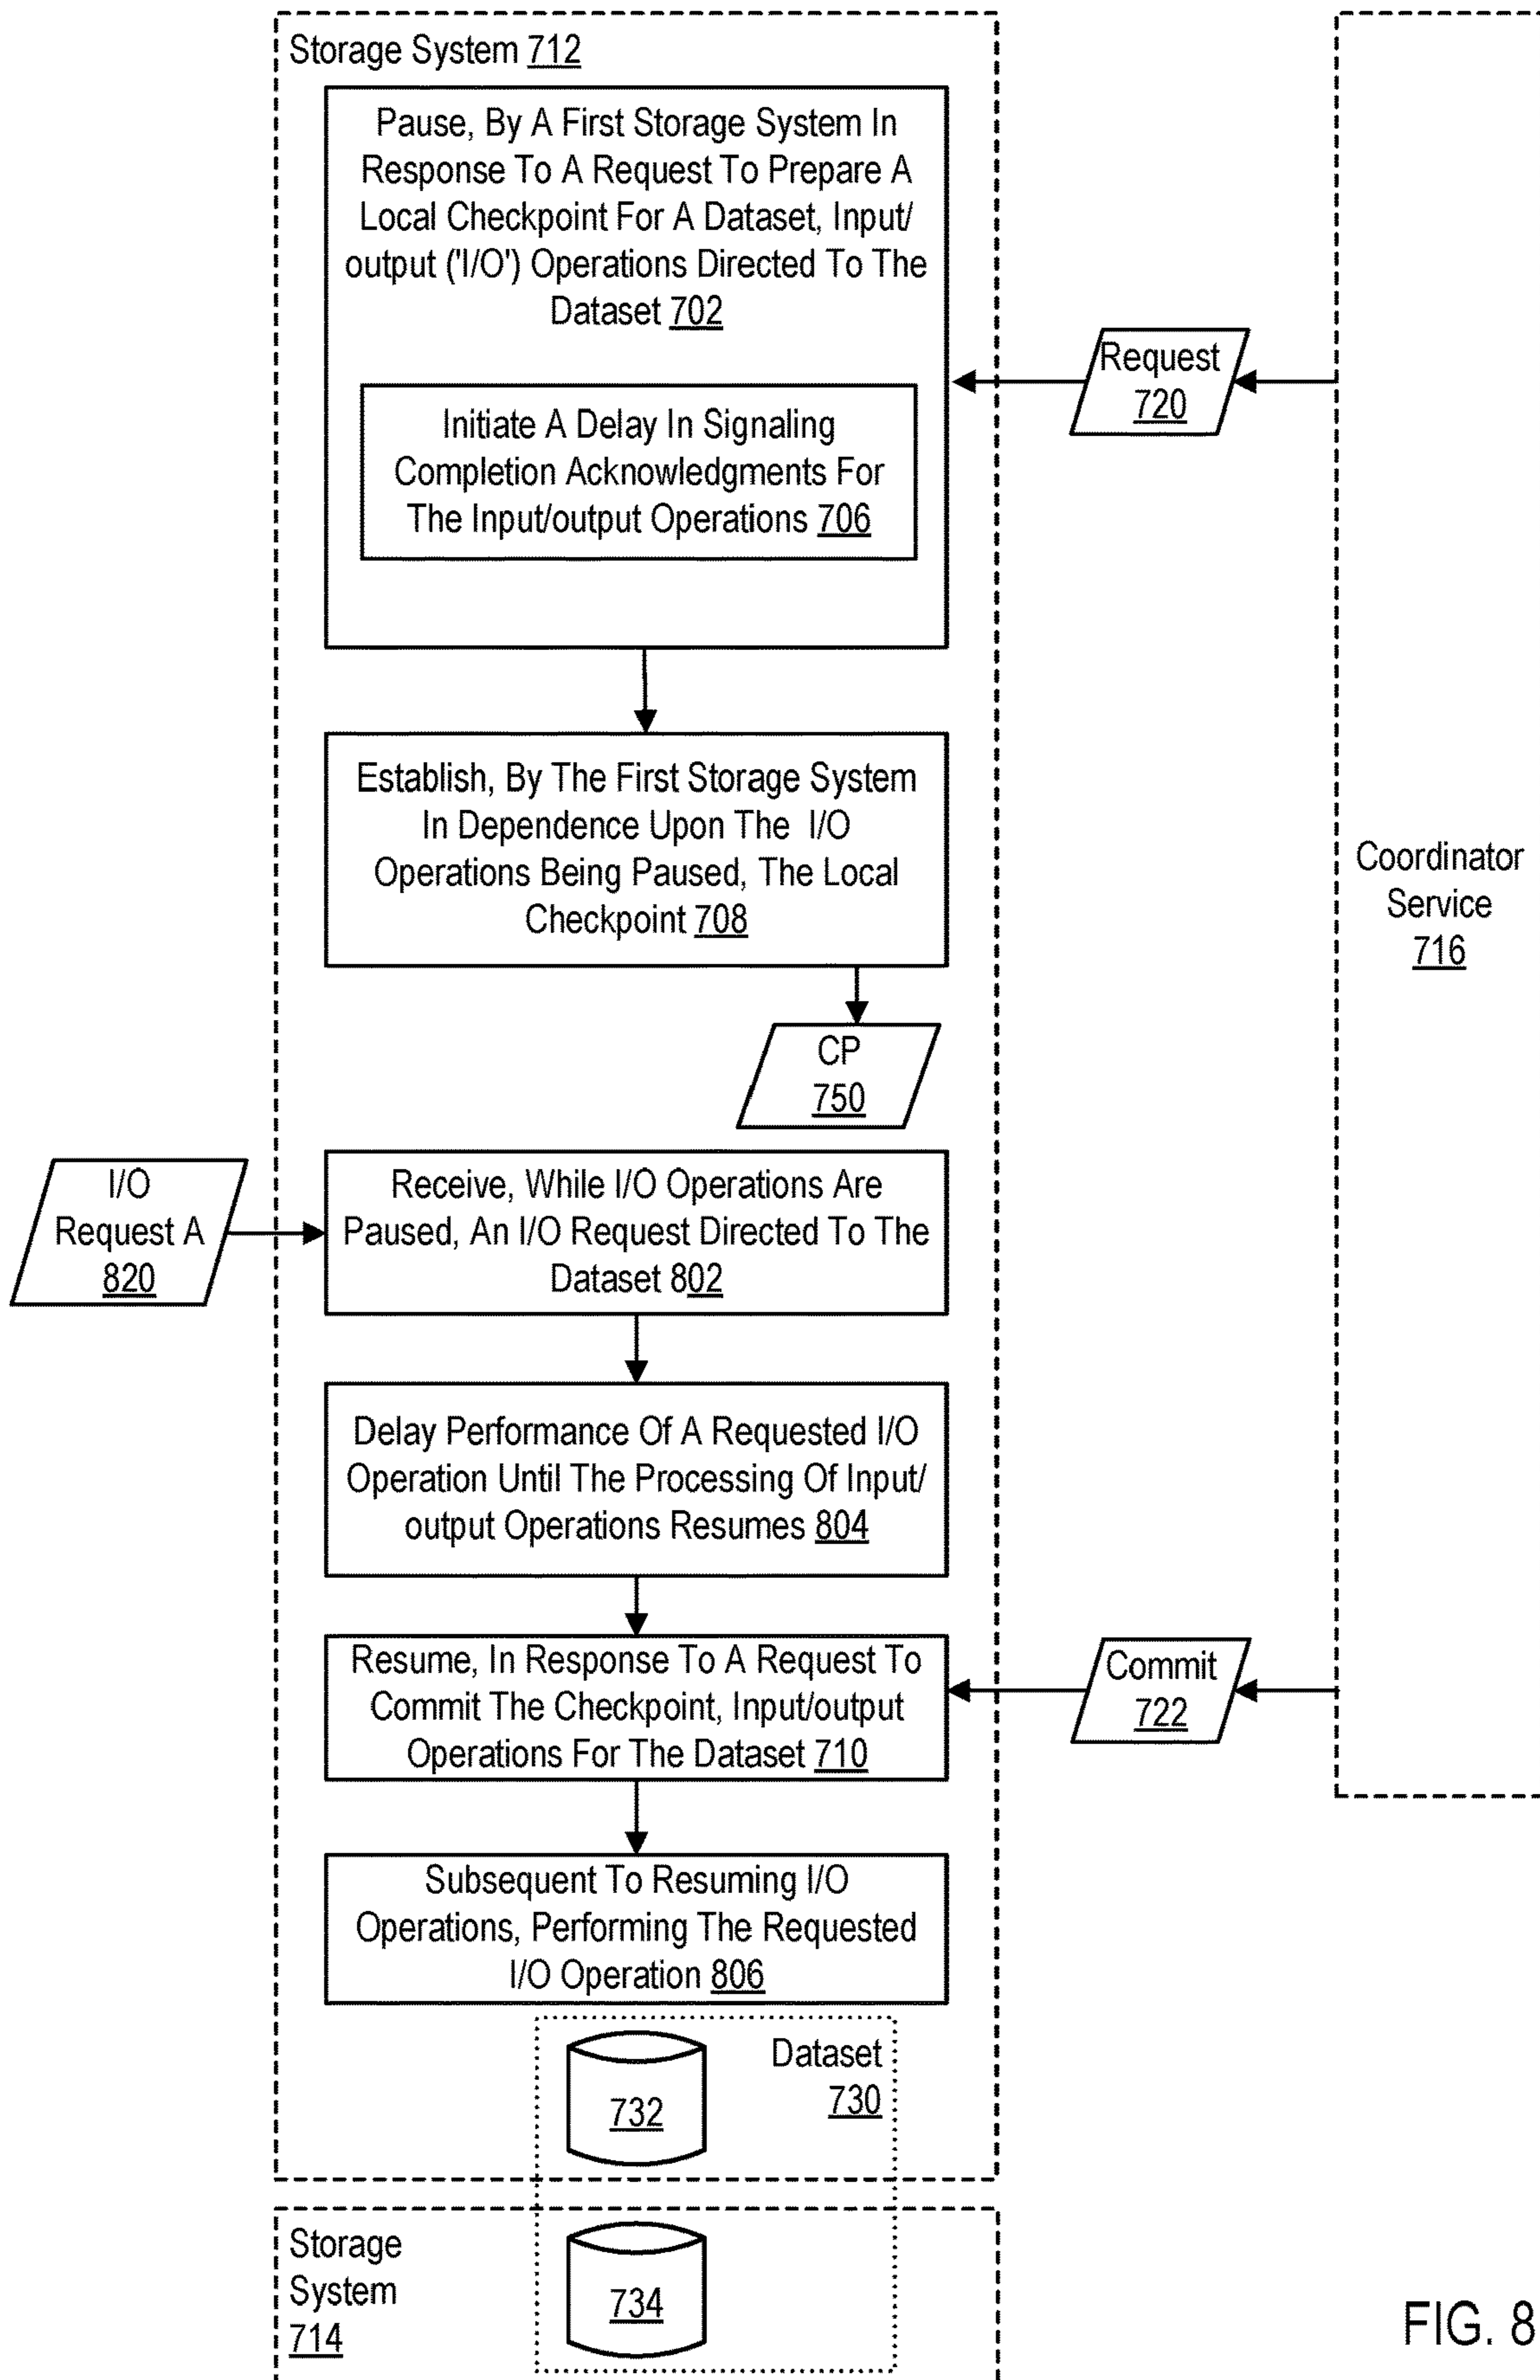 Storage System 712
Pause, By A First Storage System In
Response To A Request To Prepare A
Local Checkpoint For A Dataset, Input/
output ('I/O') Operations Directed To The
Dataset 702
Request
720
Initiate A Delay In Signaling
Completion Acknowledgments For
The Input/output Operations 706
Establish, By The First Storage System
In Dependence Upon The I/O
Operations Being Paused, The Local
Checkpoint 708
Coordinator
Service
716
CP
750
I/O
Request A
820
Receive, While I/O Operations Are
Paused, An I/O Request Directed To The
Dataset 802
Delay Performance Of A Requested I/O
Operation Until The Processing Of Input/
output Operations Resumes 804
Resume, In Response To A Request To
Commit The Checkpoint, Input/output
Operations For The Dataset 710
Commit
722
Subsequent To Resuming I/O
Operations, Performing The Requested
I/O Operation 806
Dataset
730
732
Storage
System
714
734
FIG. 8